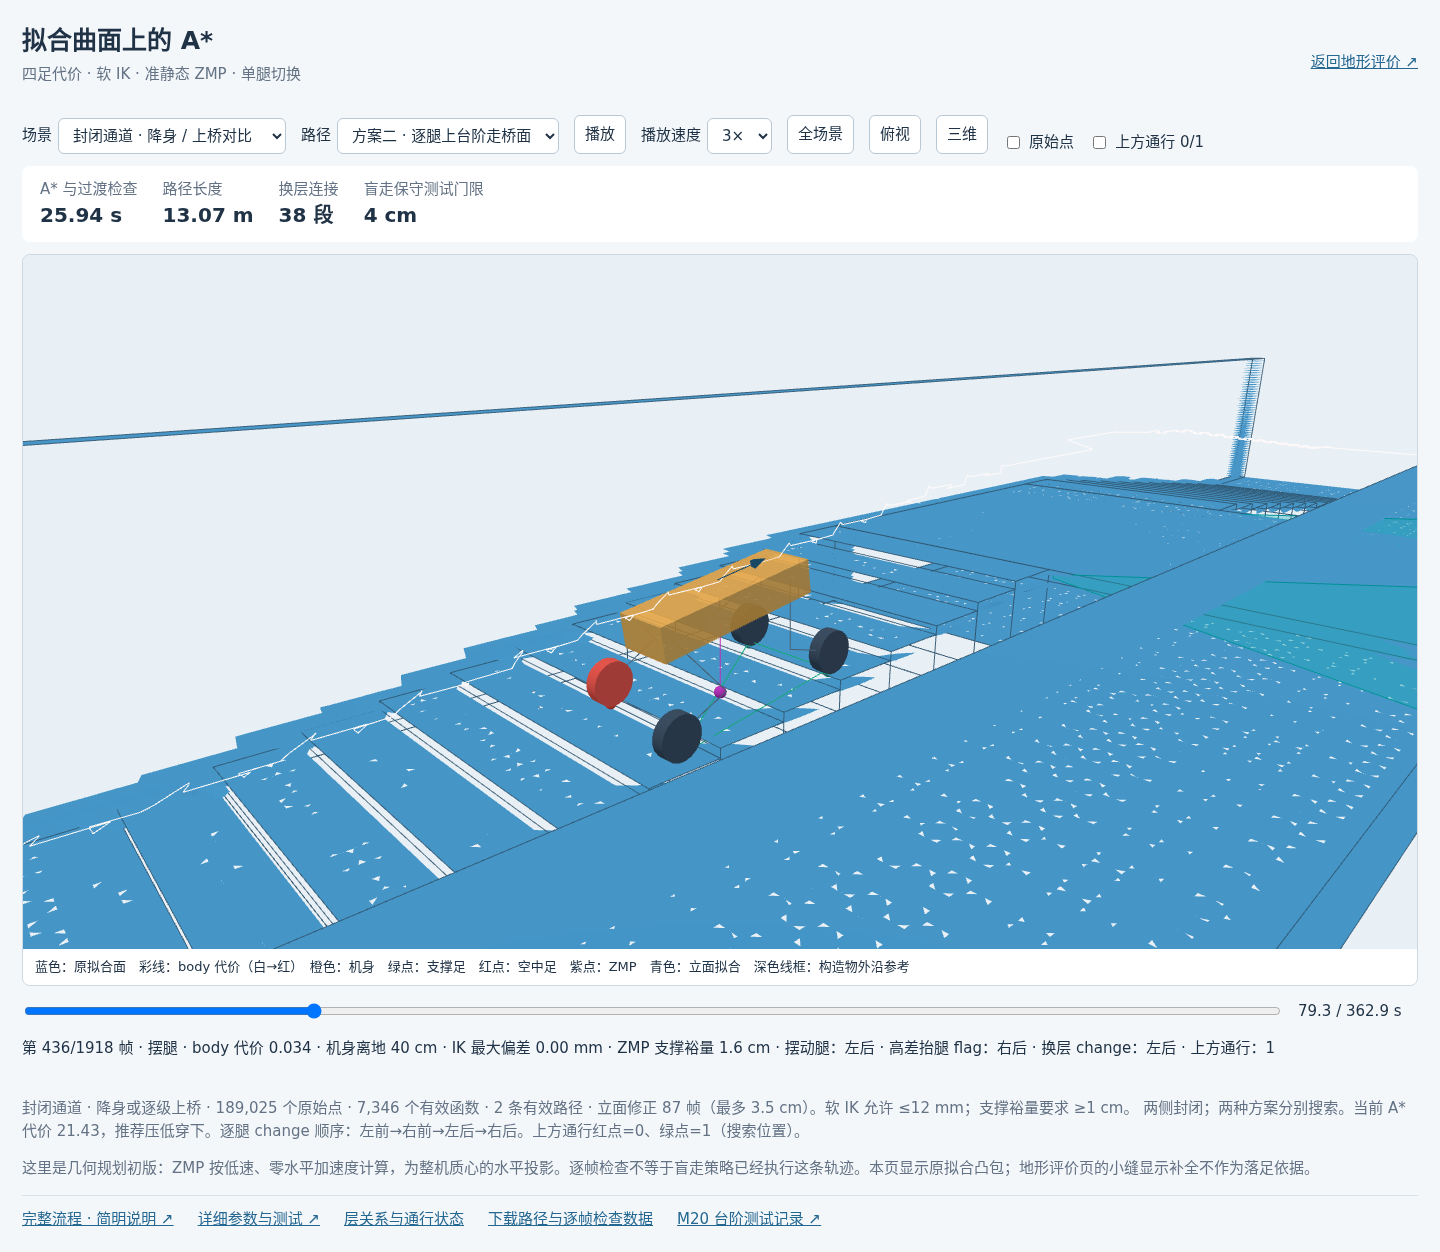 拟合曲面上的 A*
四足代价 · 软 IK · 准静态 ZMP · 单腿切换
返回地形评价 ↗
场景 封闭通道 · 降身 / 上桥对比 路径 方案二 · 逐腿上台阶走桥面 播放 播放速度 3× 全场景 俯视 三维 原始点 上方通行 0/1
A* 与过渡检查 路径长度 换层连接 盲走保守测试门限
25.94 s 13.07 m 38 段 4 cm
蓝色：原拟合面 彩线：body 代价（白→红） 橙色：机身 绿点：支撑足 红点：空中足 紫点：ZMP 青色：立面拟合 深色线框：构造物外沿参考
79.3 / 362.9 s
第 436/1918 帧 · 摆腿 · body 代价 0.034 · 机身离地 40 cm · IK 最大偏差 0.00 mm · ZMP 支撑裕量 1.6 cm · 摆动腿：左后 · 高差抬腿 flag：右后 · 换层 change：左后 · 上方通行：1
封闭通道 · 降身或逐级上桥 · 189,025 个原始点 · 7,346 个有效函数 · 2 条有效路径 · 立面修正 87 帧（最多 3.5 cm）。软 IK 允许 ≤12 mm；支撑裕量要求 ≥1 cm。 两侧封闭；两种方案分别搜索。当前 A*
代价 21.43，推荐压低穿下。逐腿 change 顺序：左前→右前→左后→右后。上方通行红点=0、绿点=1（搜索位置）。
这里是几何规划初版：ZMP 按低速、零水平加速度计算，为整机质心的水平投影。逐帧检查不等于盲走策略已经执行这条轨迹。本页显示原拟合凸包；地形评价页的小缝显示补全不作为落足依据。
完整流程 · 简明说明 ↗ 详细参数与测试 ↗ 层关系与通行状态 下载路径与逐帧检查数据 M20 台阶测试记录 ↗